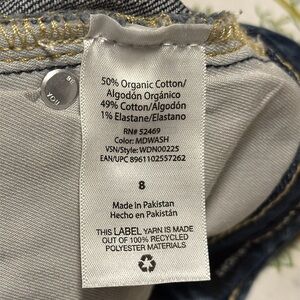 50% Organic Cotton/
Algodón Orgánico
49% Cotton/Algodón
1% Elastane/Elastano
RN# 52469
Color: MDWASH
VSN/Style: WDN00225
EAN/UPC 8961102557262
8
Made in Pakistan
Hecho en Pakistán
THIS LABEL YARN IS MADE
OUT OF 100% RECYCLED
POLYESTER MATERIALS